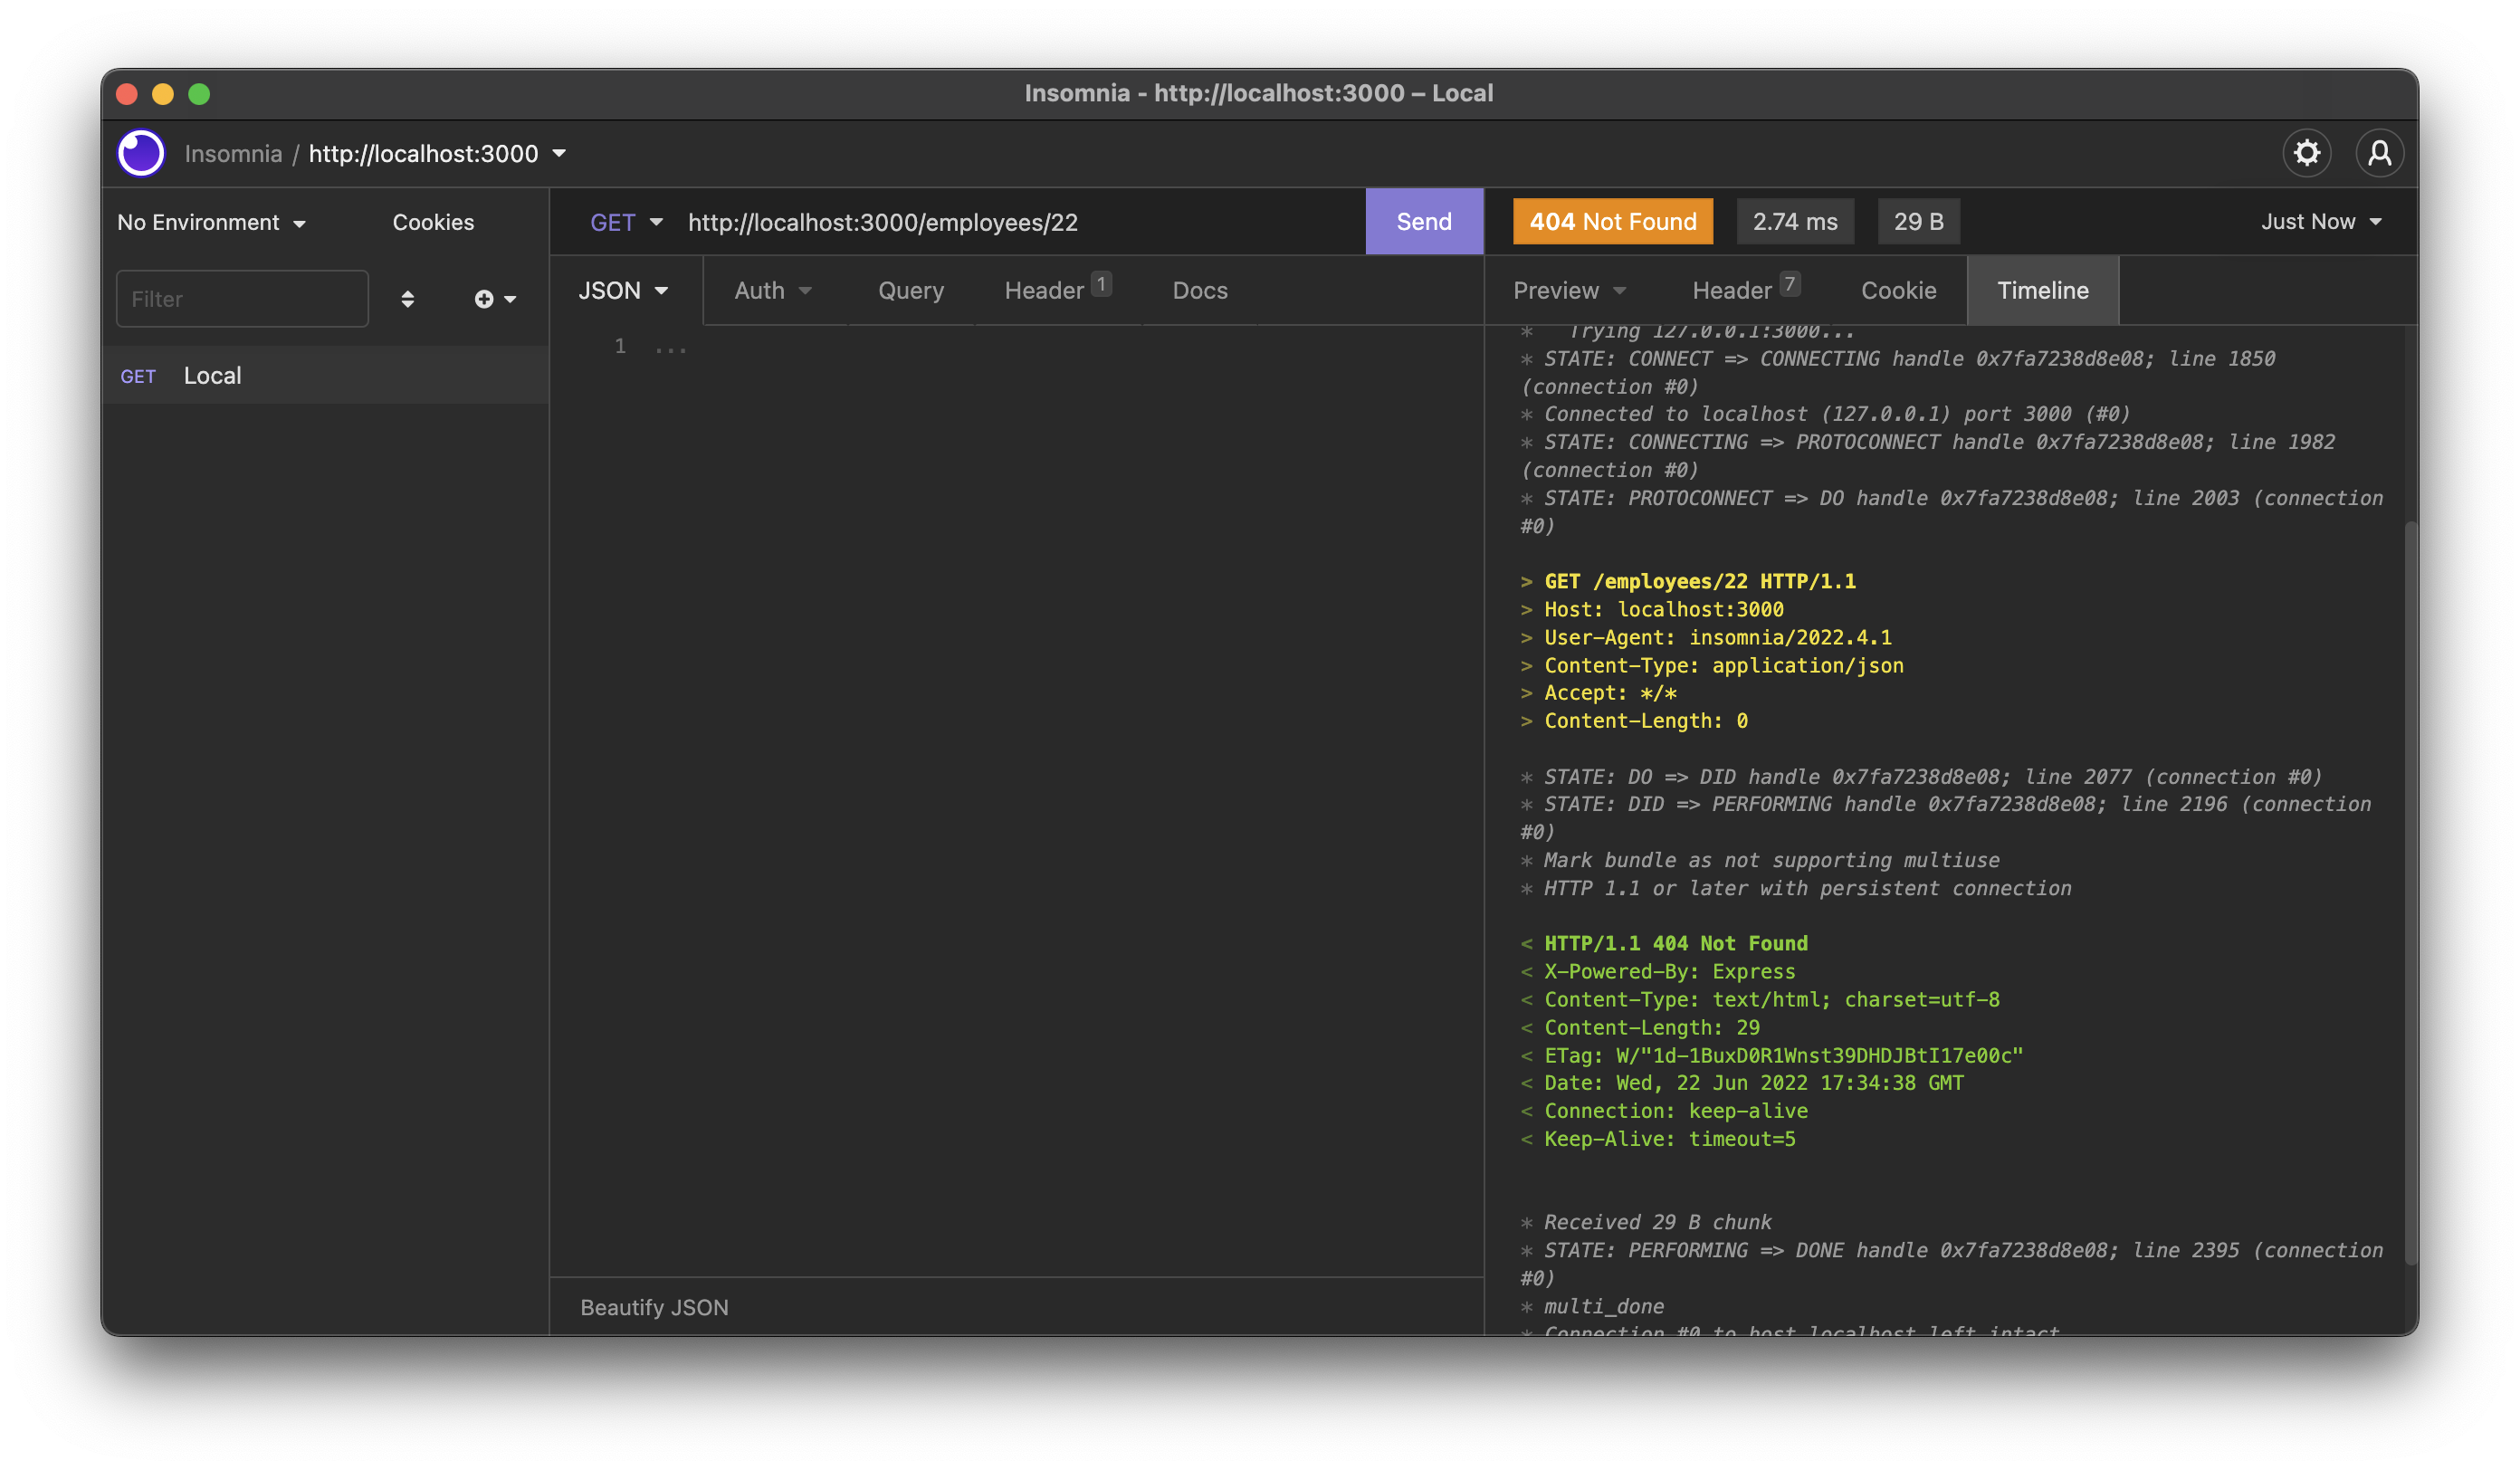 Insomnia - http://localhost:3000 – Local
Insomnia / http://localhost:3000
No Environment
Cookies
Filter
GET Local
GET http://localhost:3000/employees/22
Send
JSON
Auth
Query
Header 1
Docs
1 ...
Beautify JSON
404 Not Found
2.74 ms
29 B
Just Now
Preview
Header 7
Cookie
Timeline
* Trying 127.0.0.1:3000...
* STATE: CONNECT => CONNECTING handle 0x7fa7238d8e08; line 1850
(connection #0)
* Connected to localhost (127.0.0.1) port 3000 (#0)
* STATE: CONNECTING => PROTOCONNECT handle 0x7fa7238d8e08; line 1982
(connection #0)
* STATE: PROTOCONNECT => DO handle 0x7fa7238d8e08; line 2003 (connection
#0)
> GET /employees/22 HTTP/1.1
> Host: localhost:3000
> User-Agent: insomnia/2022.4.1
> Content-Type: application/json
> Accept: */*
> Content-Length: 0
* STATE: DO => DID handle 0x7fa7238d8e08; line 2077 (connection #0)
* STATE: DID => PERFORMING handle 0x7fa7238d8e08; line 2196 (connection
#0)
* Mark bundle as not supporting multiuse
* HTTP 1.1 or later with persistent connection
< HTTP/1.1 404 Not Found
< X-Powered-By: Express
< Content-Type: text/html; charset=utf-8
< Content-Length: 29
< ETag: W/"1d-1BuxD0R1Wnst39DHDJBtI17e00c"
< Date: Wed, 22 Jun 2022 17:34:38 GMT
< Connection: keep-alive
< Keep-Alive: timeout=5
* Received 29 B chunk
* STATE: PERFORMING => DONE handle 0x7fa7238d8e08; line 2395 (connection
#0)
* multi_done
* Connection #0 to host localhost left intact